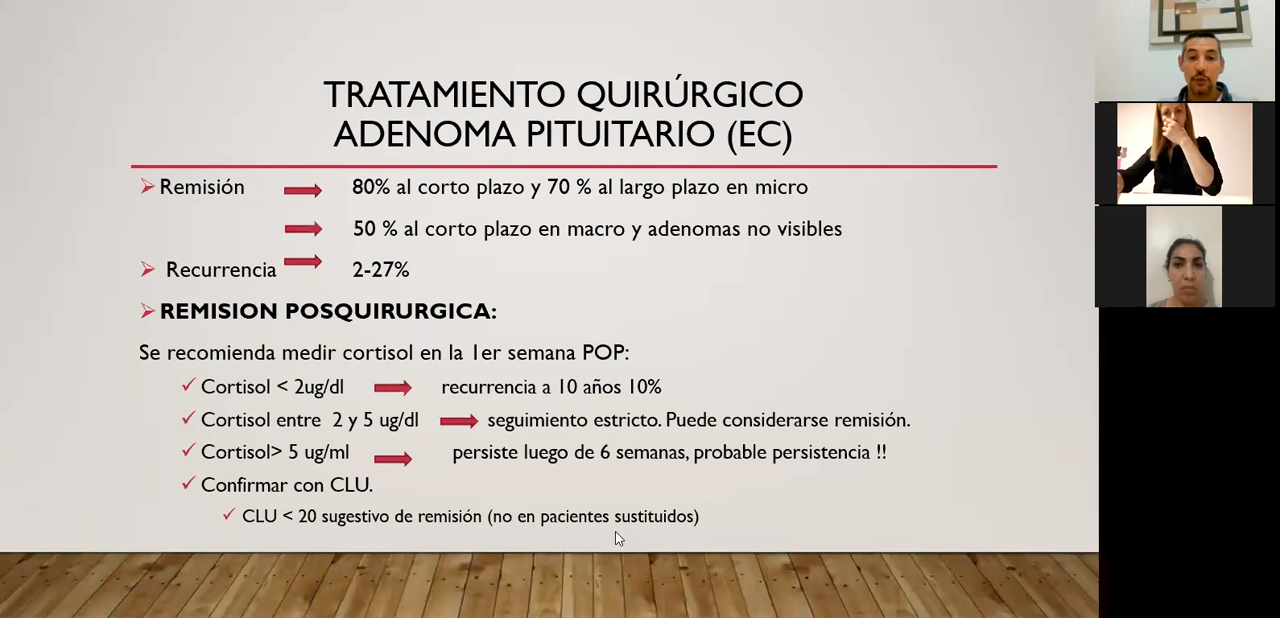 TRATAMIENTO QUIRÚRGICO
ADENOMA PITUITARIO (EC)
Remisión 80% al corto plazo y 70 % al largo plazo en micro
50 % al corto plazo en macro y adenomas no visibles
Recurrencia 2-27%
REMISION POSQUIRURGICA:
Se recomienda medir cortisol en la 1er semana POP:
Cortisol < 2ug/dl recurrencia a 10 años 10%
Cortisol entre 2 y 5 ug/dl seguimiento estricto. Puede considerarse remisión.
Cortisol> 5 ug/ml persiste luego de 6 semanas, probable persistencia !!
Confirmar con CLU.
CLU < 20 sugestivo de remisión (no en pacientes sustituidos)